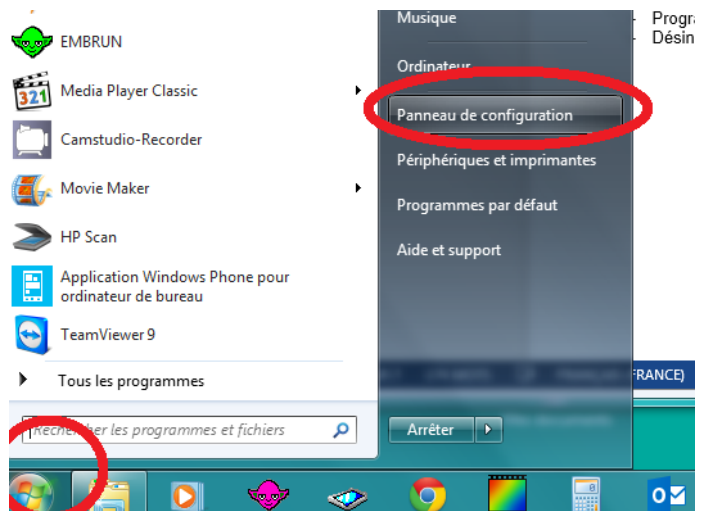 EMBRUN
Media Player Classic
Camstudio-Recorder
Movie Maker
HP Scan
Application Windows Phone pour
ordinateur de bureau
TeamViewer 9
Tous les programmes
Rechercher les programmes et fichiers
Musique
Ordinateur
Panneau de configuration
Périphériques et imprimantes
Programmes par défaut
Aide et support
Arrêter
Progr
Désin
FRANCE)
321